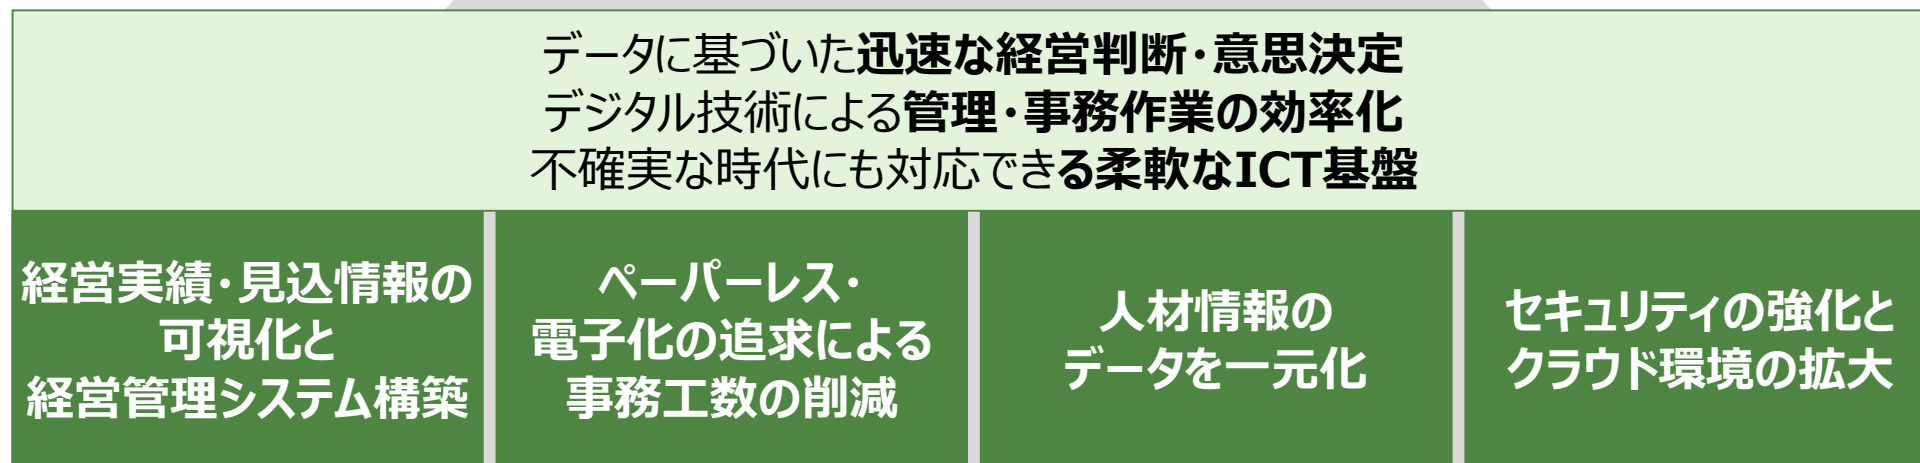 データに基づいた迅速な経営判断・意思決定
デジタル技術による管理・事務作業の効率化
不確実な時代にも対応できる柔軟なICT基盤
経営実績・見込情報の
可視化と
経営管理システム構築
ペーパーレス・
電子化の追求による
事務工数の削減
人材情報の
データを一元化
セキュリティの強化と
クラウド環境の拡大